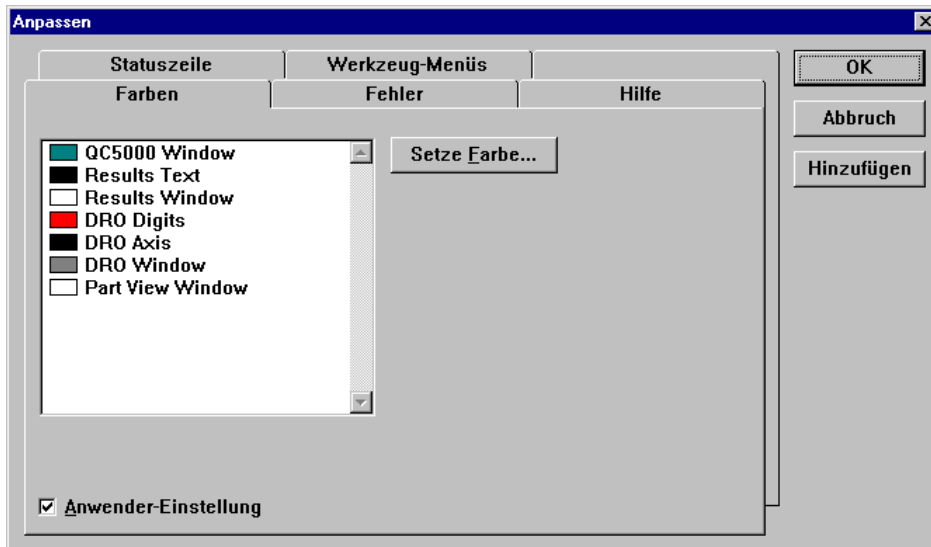 Anpassen
Statuszeile
Werkzeug-Menüs
Farben
Fehler
Hilfe
QC5000 Window
Results Text
Results Window
DRO Digits
DRO Axis
DRO Window
Part View Window
Setze Farbe...
Anwender-Einstellung
OK
Abbruch
Hinzufügen